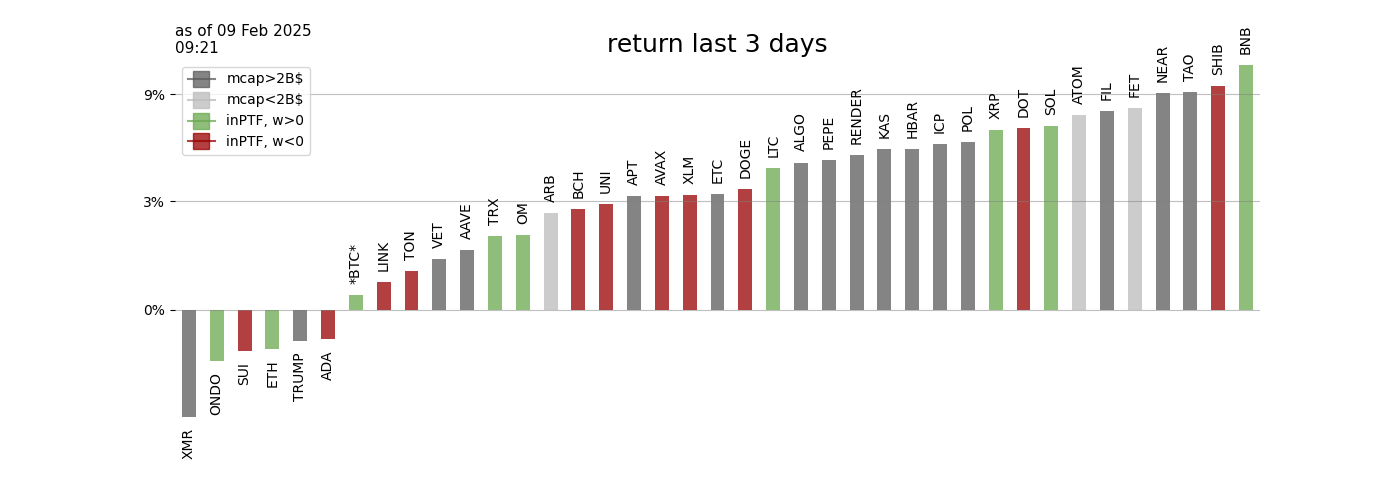 as of 09 Feb 2025
09:21
return last 3 days
mcap>2B$
mcap<2B$
inPTF, w>0
inPTF, w<0
9%
3%
0%
XMR
ONDO
SUI
ETH
TRUMP
ADA
*BTC*
LINK
TON
VET
AAVE
TRX
OM
ARB
BCH
UNI
APT
AVAX
XLM
ETC
DOGE
LTC
ALGO
PEPE
RENDER
KAS
HBAR
ICP
POL
XRP
DOT
SOL
ATOM
FIL
FET
NEAR
TAO
SHIB
BNB